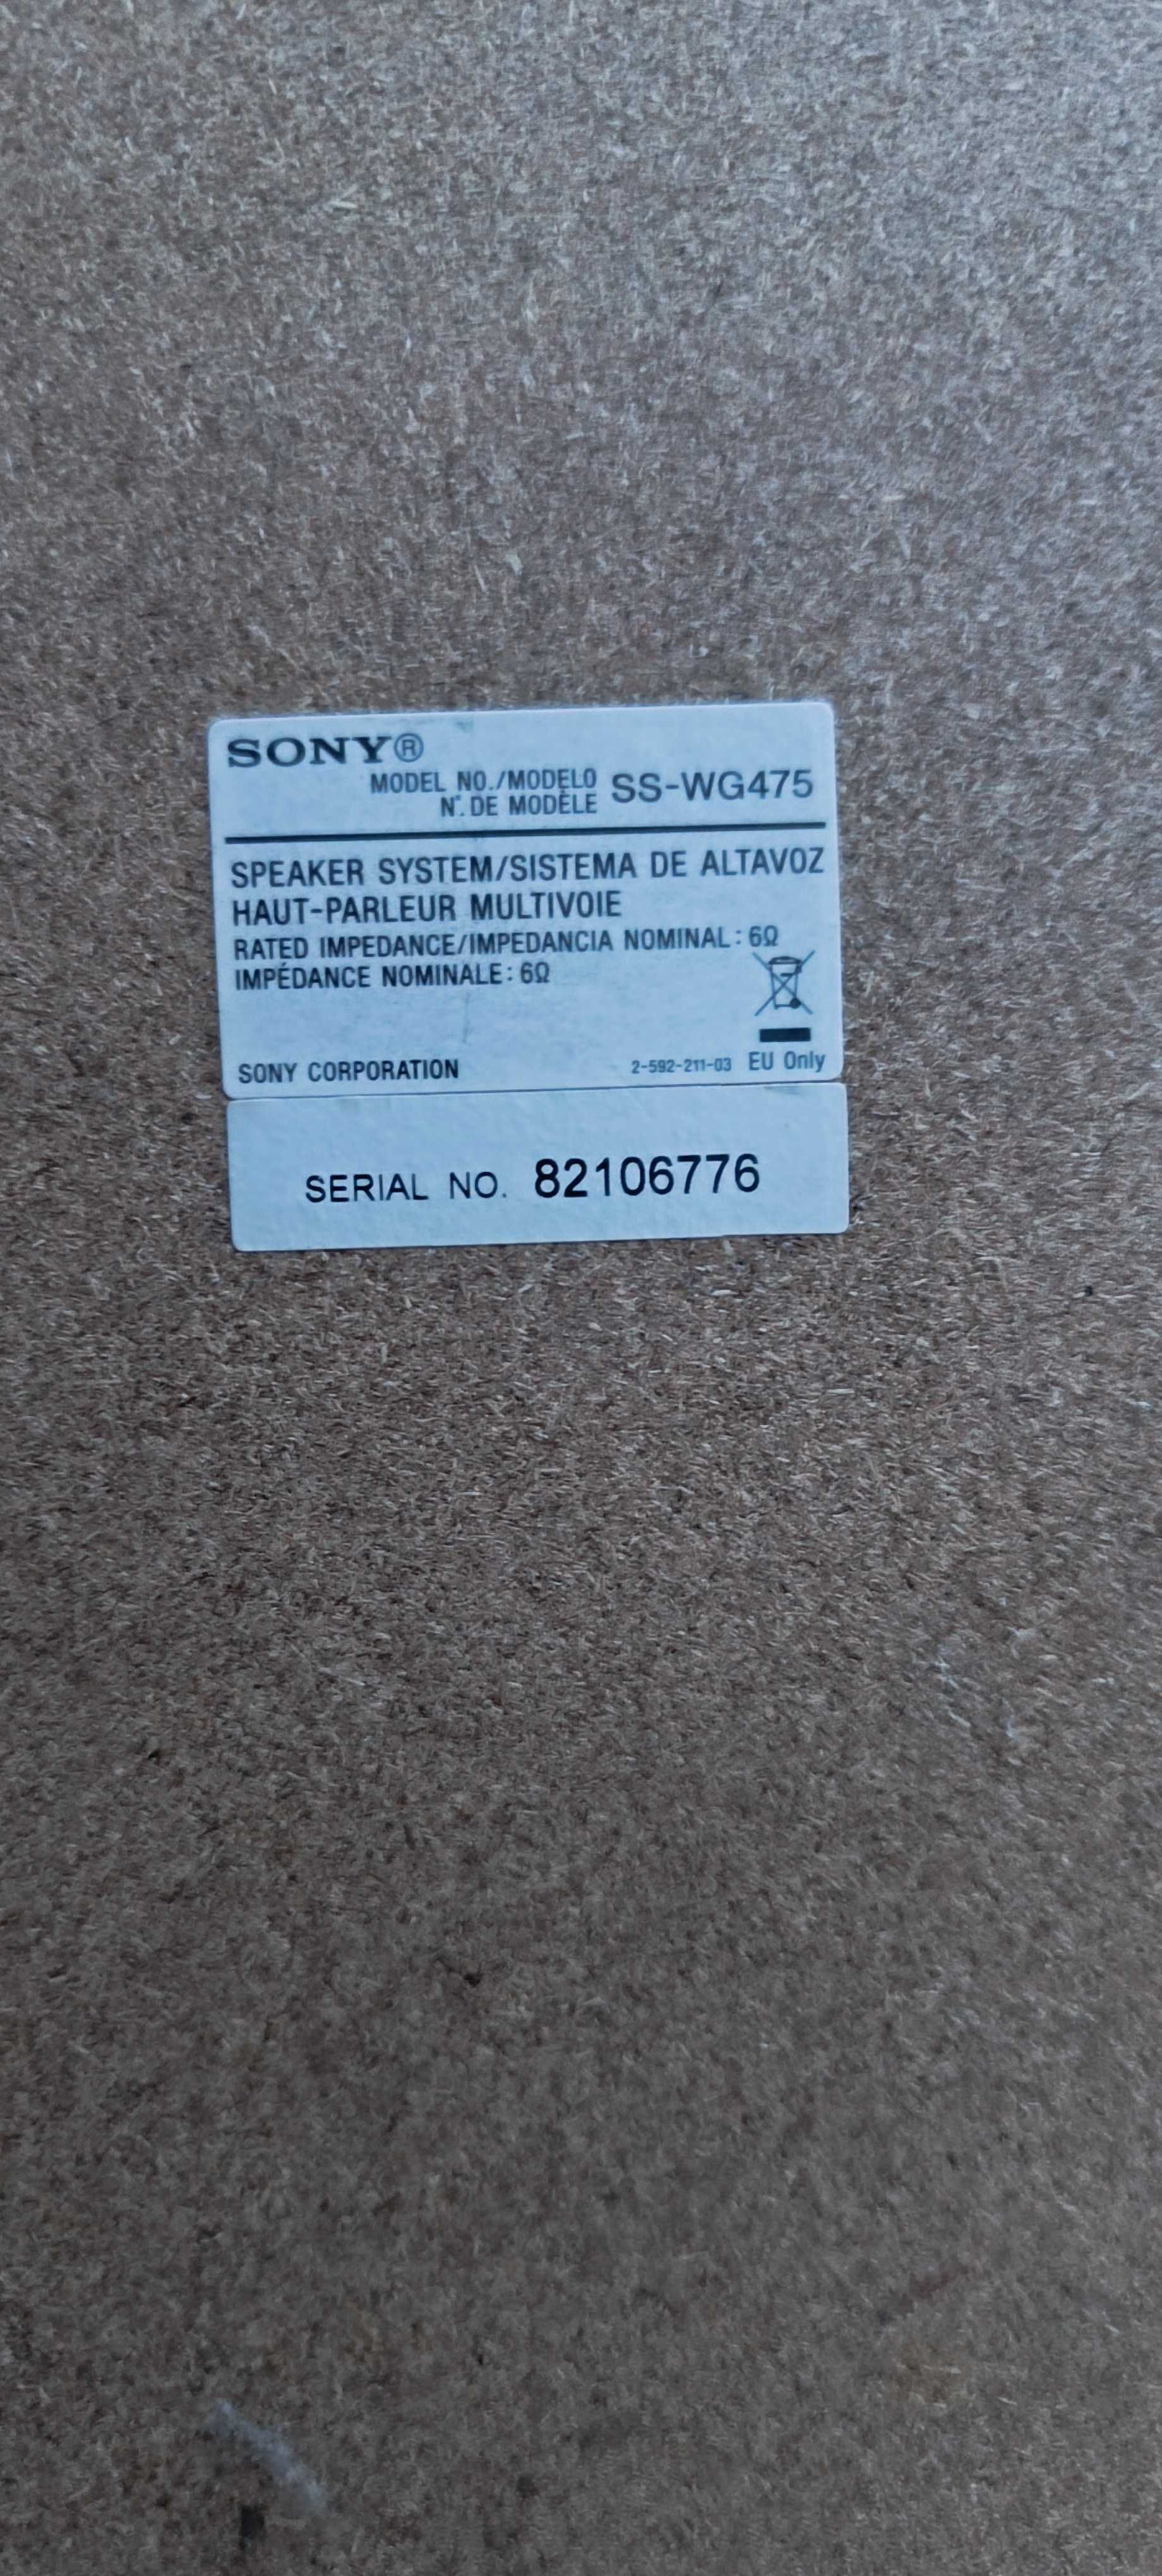 SONY®
MODEL NO./MODELO SS-WG475
N°. DE MODÈLE
SPEAKER SYSTEM/SISTEMA DE ALTAVOZ
HAUT-PARLEUR MULTIVOIE
RATED IMPEDANCE/IMPEDANCIA NOMINAL: 6Ω
IMPÉDANCE NOMINALE: 6Ω
SONY CORPORATION 2-592-211-03 EU Only
SERIAL NO. 82106776